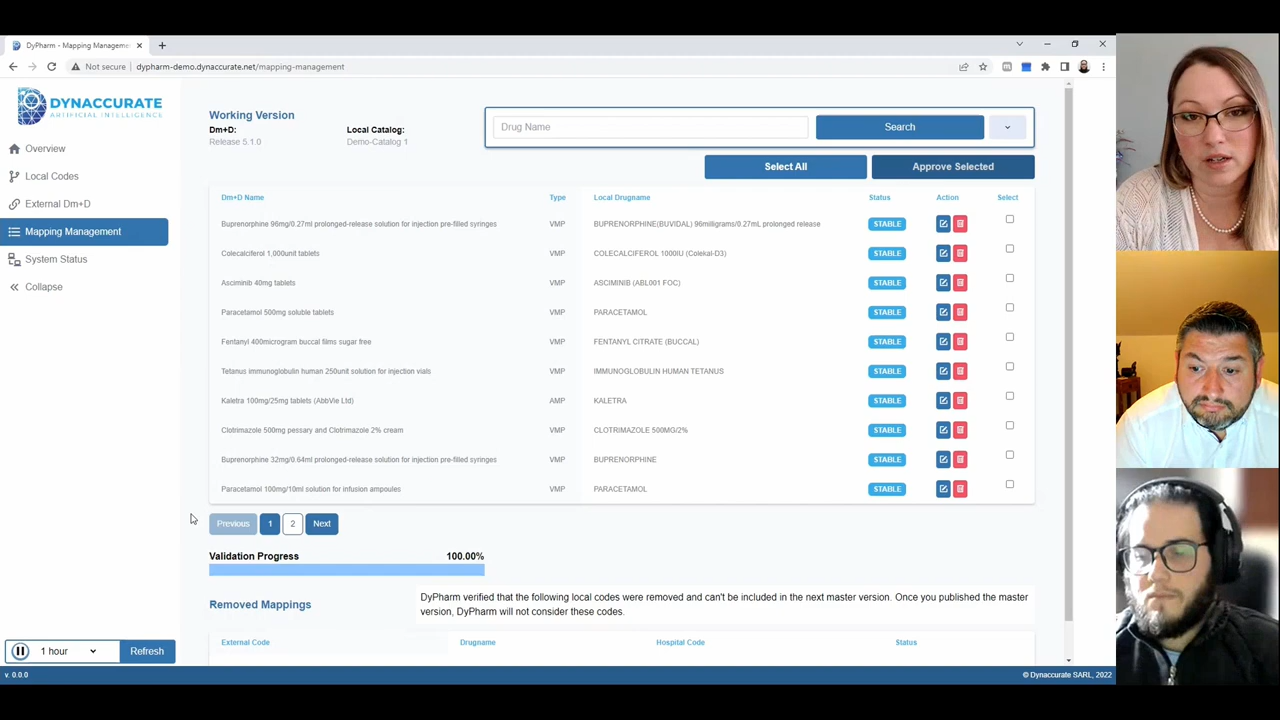 DyPharm - Mapping Manageme
Not secure
dypharm-demo.dynaccurate.net/mapping-management
DYNACCURATE
ARTIFICIAL INTELLIGENCE
Overview
Local Codes
External Dm+D
Mapping Management
System Status
Collapse
Working Version
Dm+D: Local Catalog:
Release 5.1.0 Demo-Catalog 1
Drug Name Search
Select All Approve Selected
Dm+D Name Type Local Drugname Status Action Select
Buprenorphine 96mg/0.27ml prolonged-release solution for injection pre-filled syringes VMP BUPRENORPHINE(BUVIDAL) 96milligrams/0.27mL prolonged release STABLE
Colecalciferol 1,000unit tablets VMP COLECALCIFEROL 1000IU (Colekal-D3) STABLE
Asciminib 40mg tablets VMP ASCIMINIB (ABL001 FOC) STABLE
Paracetamol 500mg soluble tablets VMP PARACETAMOL STABLE
Fentanyl 400microgram buccal films sugar free VMP FENTANYL CITRATE (BUCCAL) STABLE
Tetanus immunoglobulin human 250unit solution for injection vials VMP IMMUNOGLOBULIN HUMAN TETANUS STABLE
Kaletra 100mg/25mg tablets (AbbVie Ltd) AMP KALETRA STABLE
Clotrimazole 500mg pessary and Clotrimazole 2% cream VMP CLOTRIMAZOLE 500MG/2% STABLE
Buprenorphine 32mg/0.64ml prolonged-release solution for injection pre-filled syringes VMP BUPRENORPHINE STABLE
Paracetamol 100mg/10ml solution for infusion ampoules VMP PARACETAMOL STABLE
Previous 1 2 Next
Validation Progress 100.00%
Removed Mappings
DyPharm verified that the following local codes were removed and can't be included in the next master version. Once you published the master
version, DyPharm will not consider these codes.
External Code Drugname Hospital Code Status
1 hour Refresh
v. 0.0.0
© Dynaccurate SARL, 2022